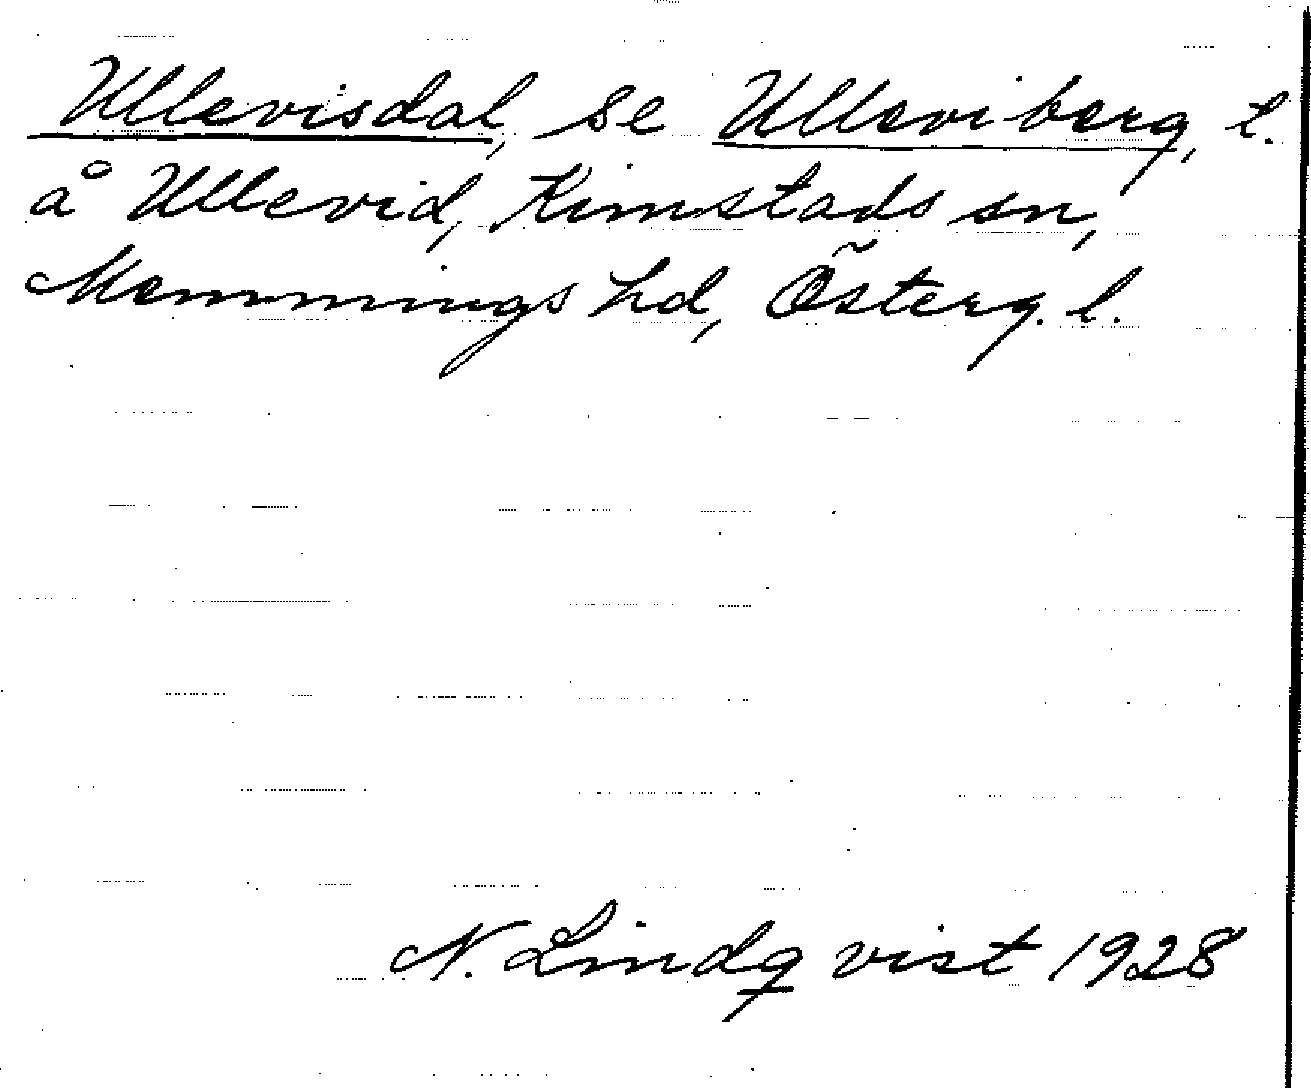 Ullevisdal, se Ulleviberg, t.
å Ullevid, Kimstads sn,
Memmings hd, Österg. l.
N. Lindqvist 1928